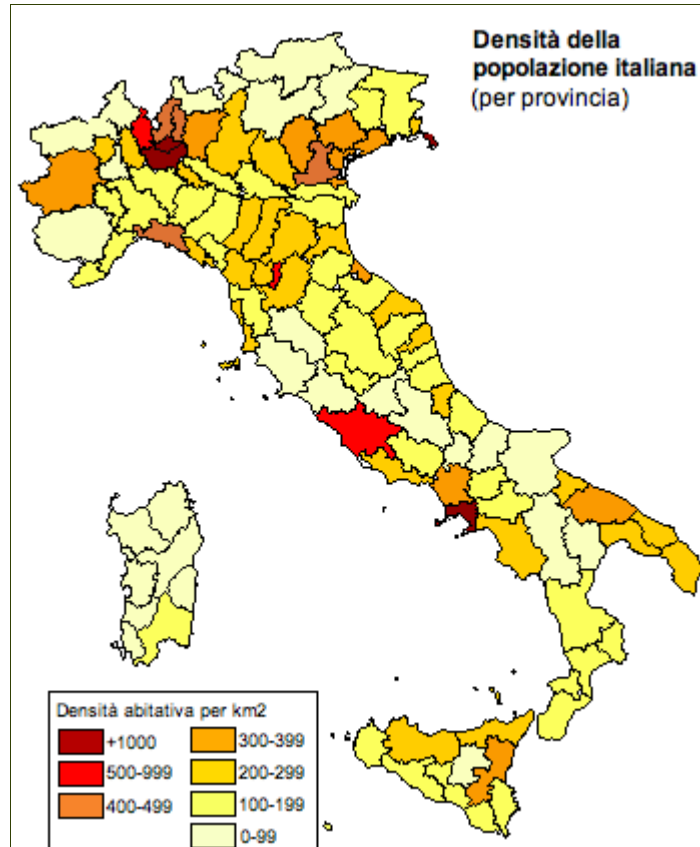 Densità della
popolazione italiana
(per provincia)
Densità abitativa per km2
+1000
500-999
400-499
300-399
200-299
100-199
0-99